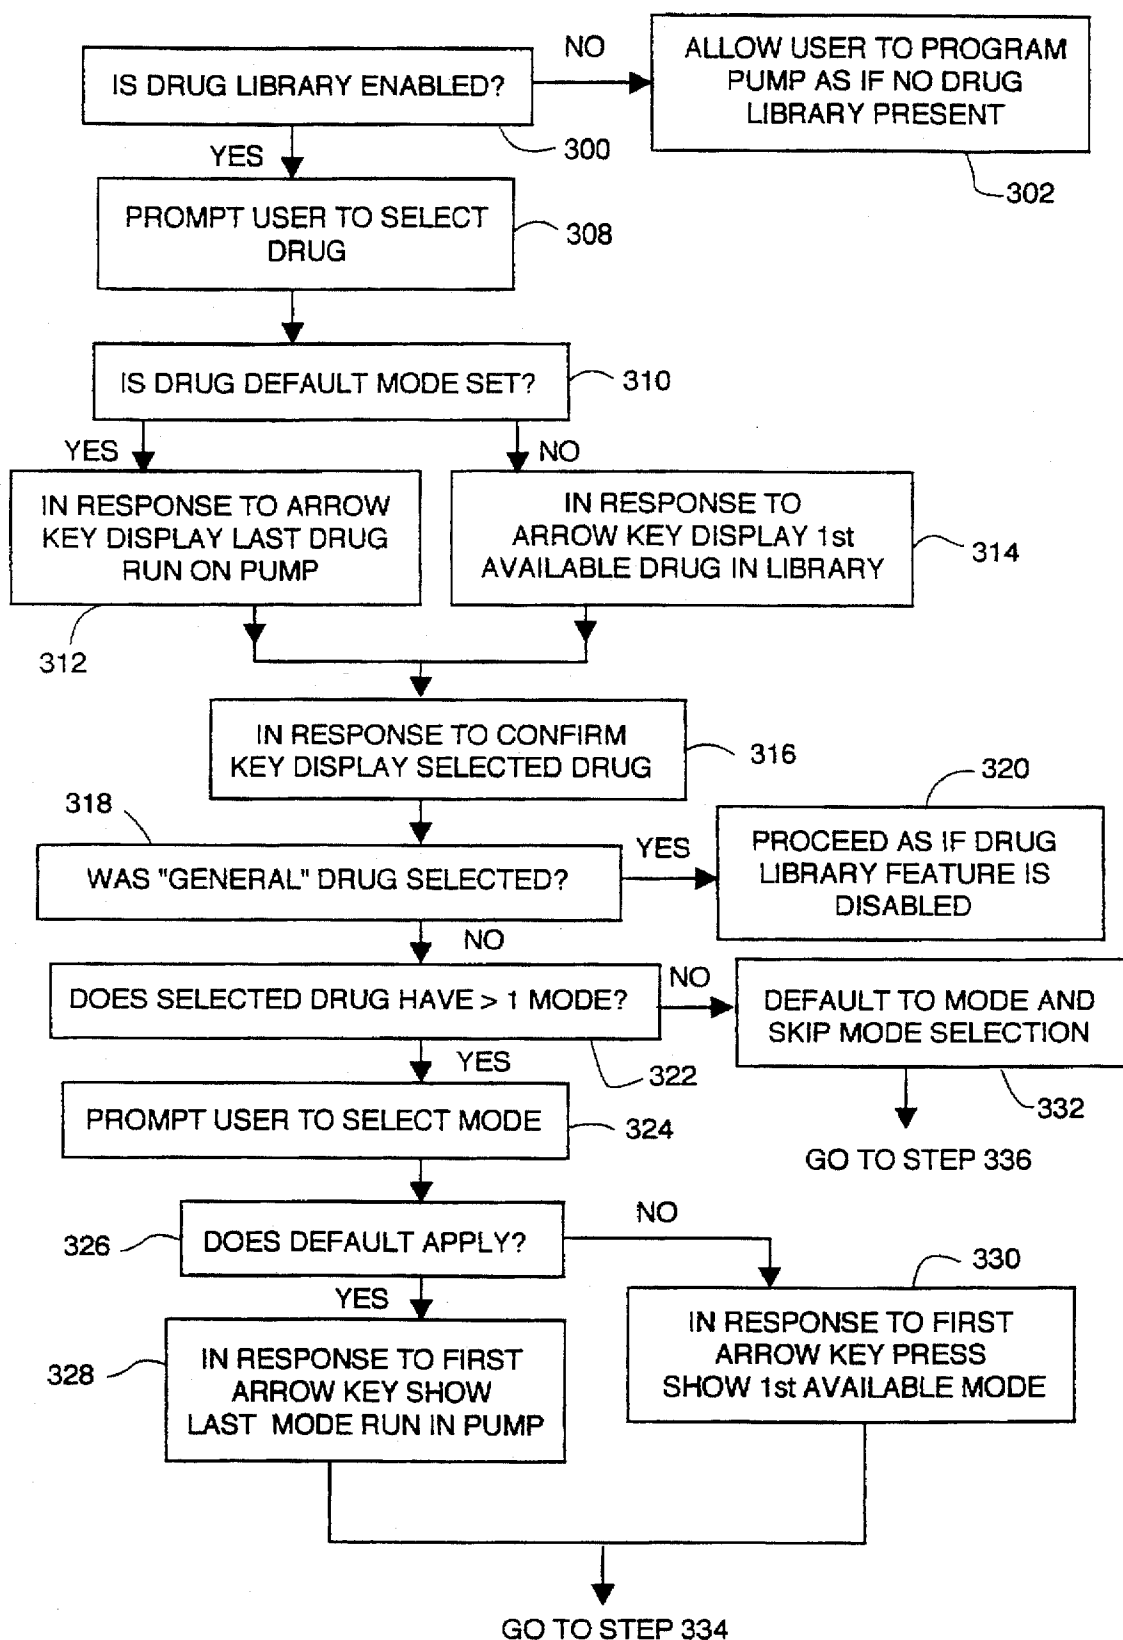 IS DRUG LIBRARY ENABLED?
NO
ALLOW USER TO PROGRAM
PUMP AS IF NO DRUG
LIBRARY PRESENT
300
302
YES
PROMPT USER TO SELECT
DRUG
308
IS DRUG DEFAULT MODE SET?
310
YES
NO
IN RESPONSE TO ARROW
KEY DISPLAY LAST DRUG
RUN ON PUMP
312
IN RESPONSE TO
ARROW KEY DISPLAY 1st
AVAILABLE DRUG IN LIBRARY
314
IN RESPONSE TO CONFIRM
KEY DISPLAY SELECTED DRUG
316
318
WAS "GENERAL" DRUG SELECTED?
YES
320
PROCEED AS IF DRUG
LIBRARY FEATURE IS
DISABLED
NO
DOES SELECTED DRUG HAVE > 1 MODE?
322
NO
DEFAULT TO MODE AND
SKIP MODE SELECTION
332
GO TO STEP 336
YES
PROMPT USER TO SELECT MODE
324
326
DOES DEFAULT APPLY?
NO
330
YES
328
IN RESPONSE TO FIRST
ARROW KEY SHOW
LAST MODE RUN IN PUMP
IN RESPONSE TO FIRST
ARROW KEY PRESS
SHOW 1st AVAILABLE MODE
GO TO STEP 334